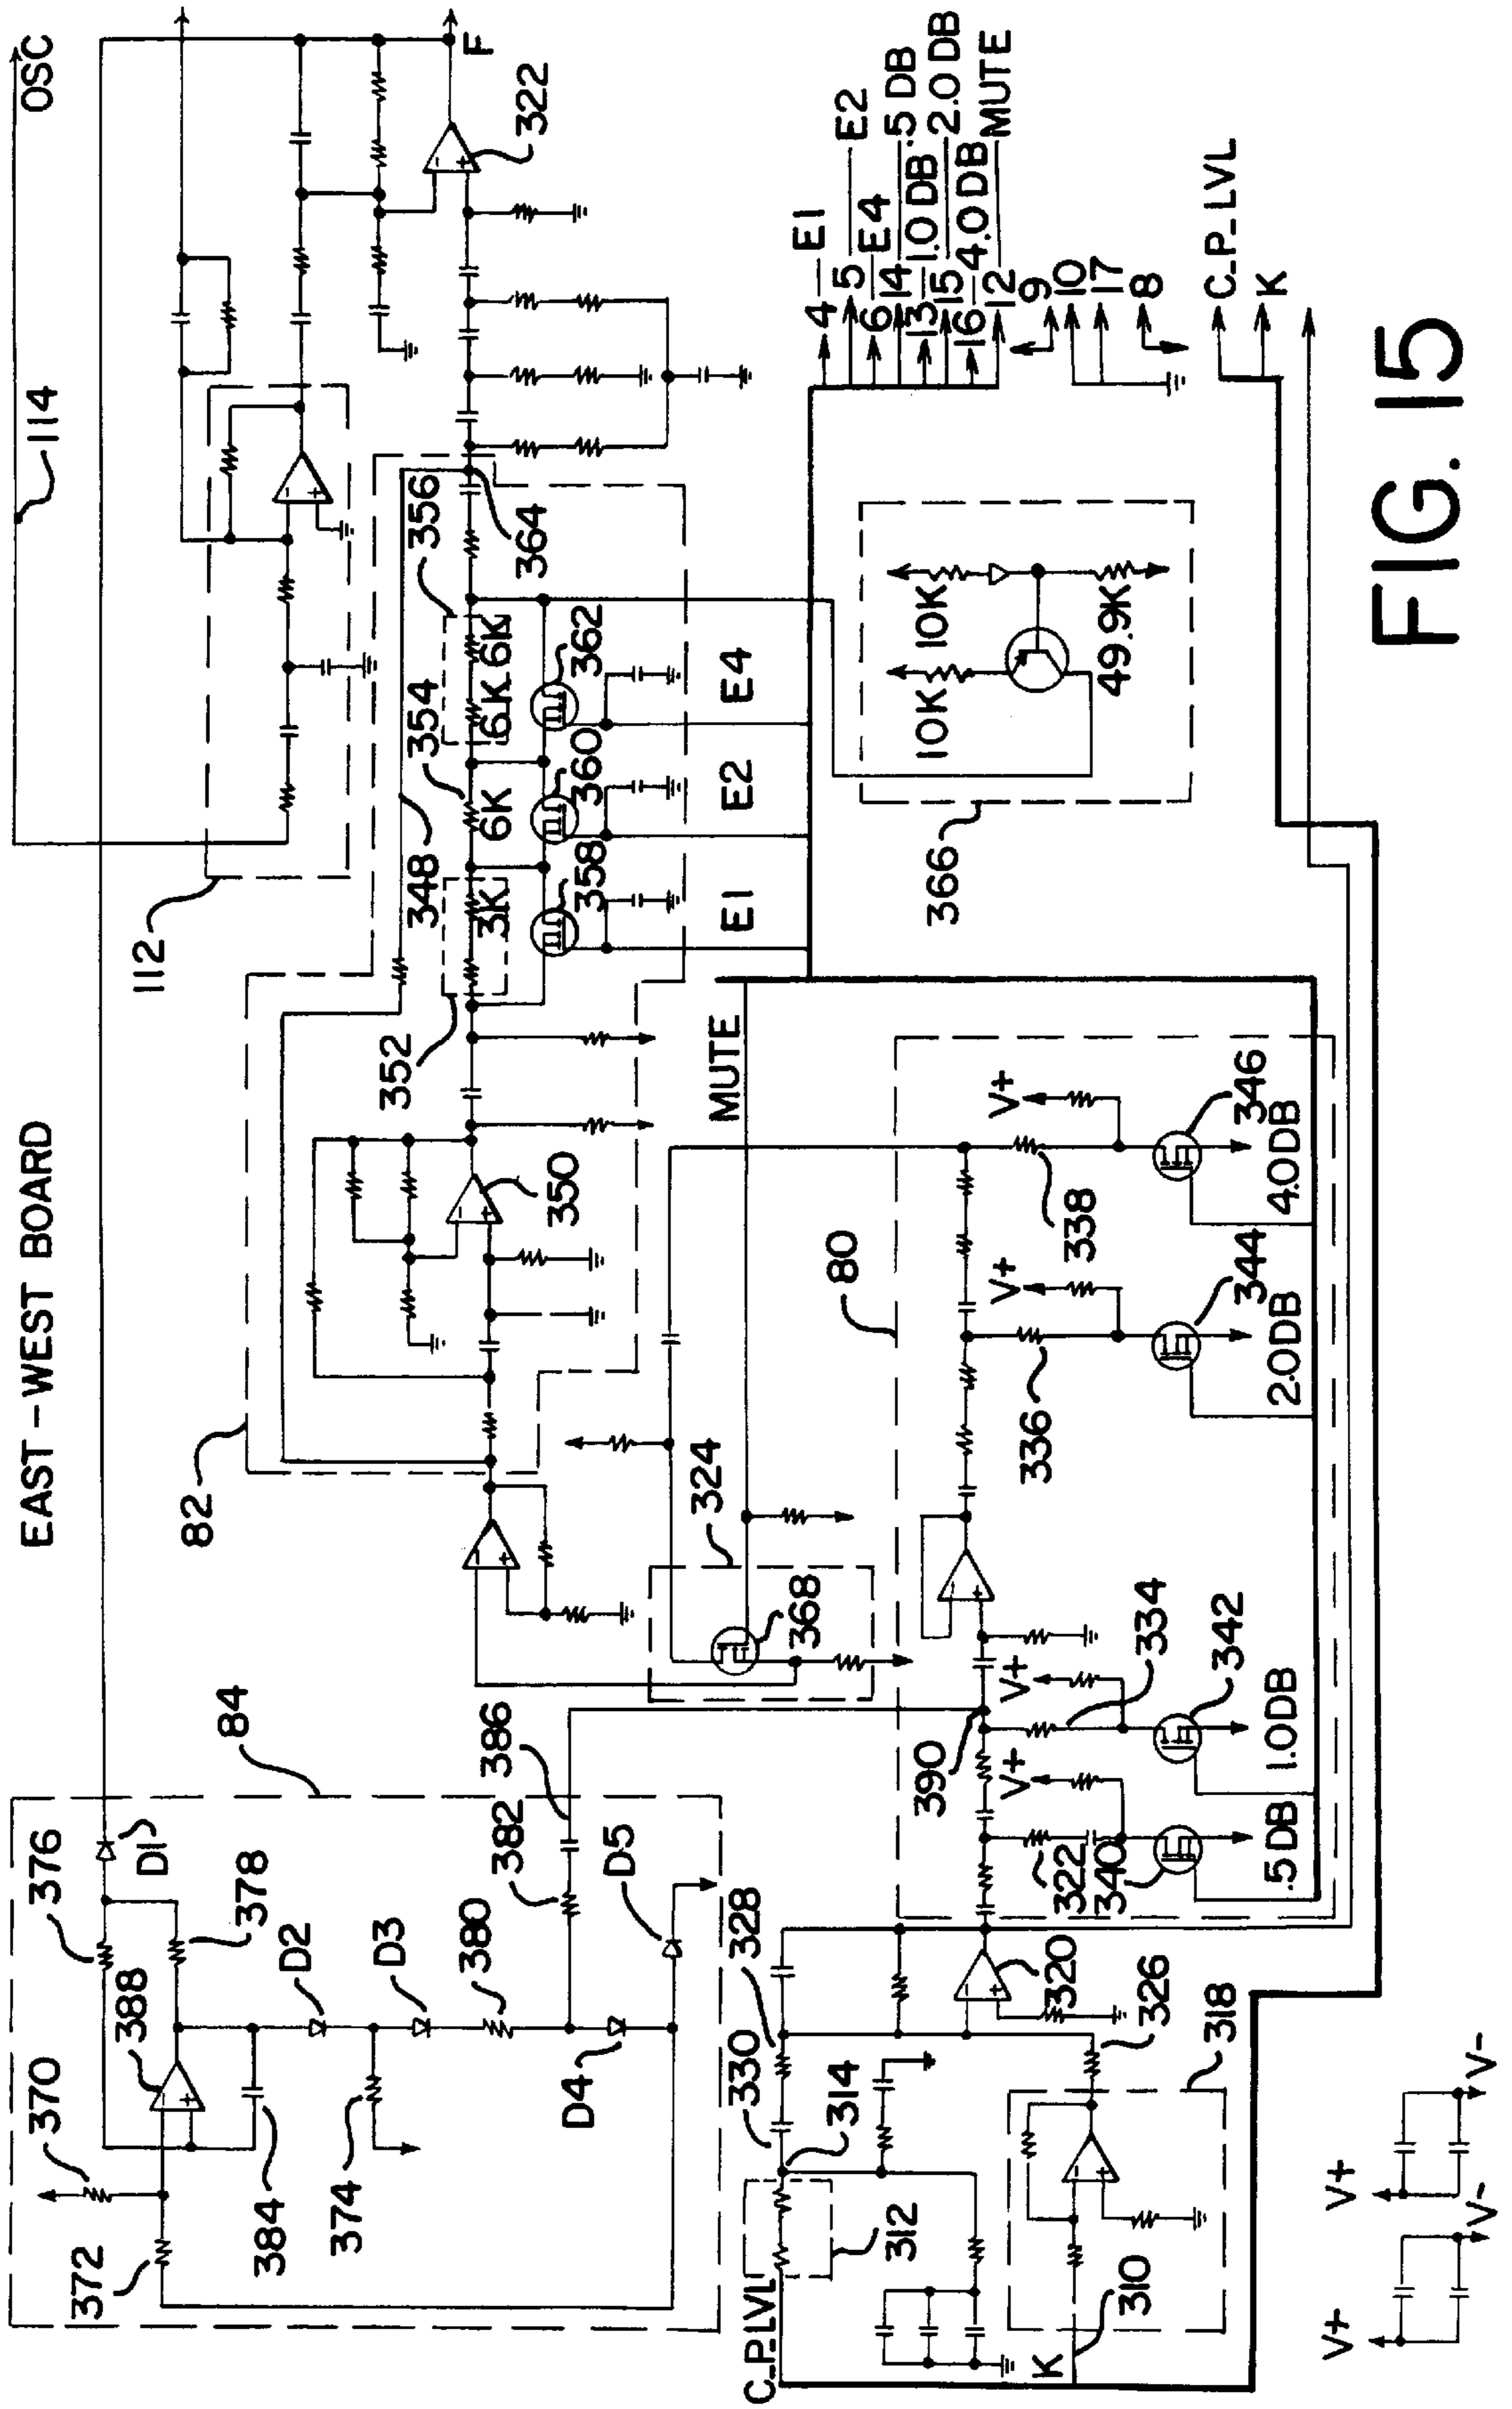 OSC
114
F
322
112
EAST-WEST BOARD
82
348
354
356
6K
6K 6K
3K
352
364
358
360
362
E1
E2
E4
350
4 E1
5 E2
6 E4
14 .5 DB
13 1.0 DB
15 2.0 DB
16 4.0 DB
12 MUTE
9
10
17
8
C_P_LVL
K
366
10K
10K
49.9K
MUTE
324
368
80
V+
V+
336
338
344
346
2.0DB
4.0DB
84
376
D1
378
388
370
372
384
374
D2
D3
380
382
386
D5
D4
390
V+
V+
334
342
322
340
.5DB
1.0DB
328
330
314
320
326
318
312
C_P_LVL
310
K
V+
V-
V+
V-
FIG. 15